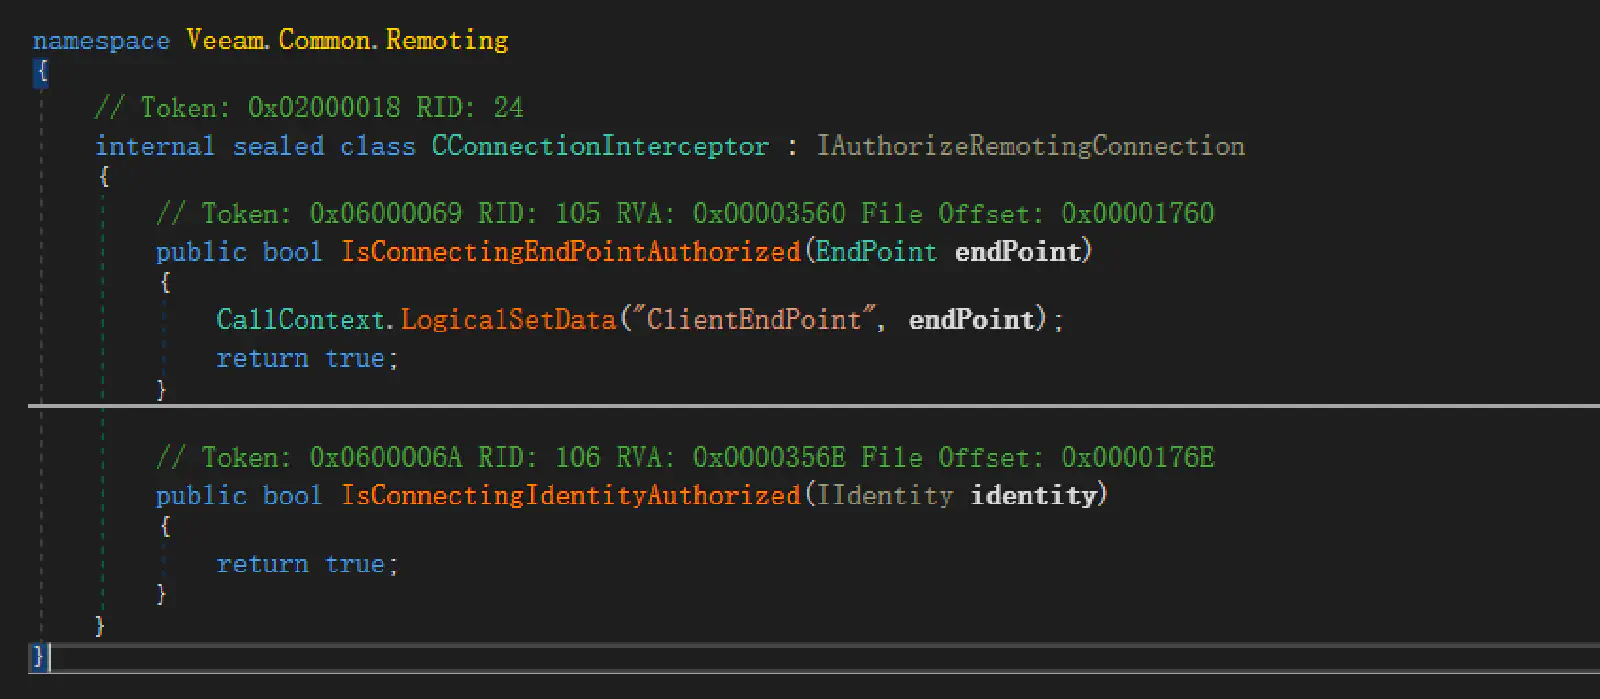 namespace Veeam.Common.Remoting
{
// Token: 0x02000018 RID: 24
internal sealed class CConnectionInterceptor : IAuthorizeRemotingConnection
{
// Token: 0x06000069 RID: 105 RVA: 0x00003560 File Offset: 0x00001760
public bool IsConnectingEndPointAuthorized(EndPoint endPoint)
{
CallContext.LogicalSetData("ClientEndPoint", endPoint);
return true;
}
// Token: 0x0600006A RID: 106 RVA: 0x0000356E File Offset: 0x0000176E
public bool IsConnectingIdentityAuthorized(IIdentity identity)
{
return true;
}
}
}